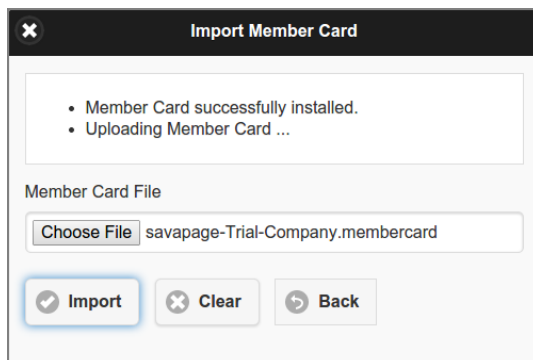 Import Member Card
Member Card successfully installed.
Uploading Member Card ...
Member Card File
Choose File savapage-Trial-Company.membercard
Import Clear Back